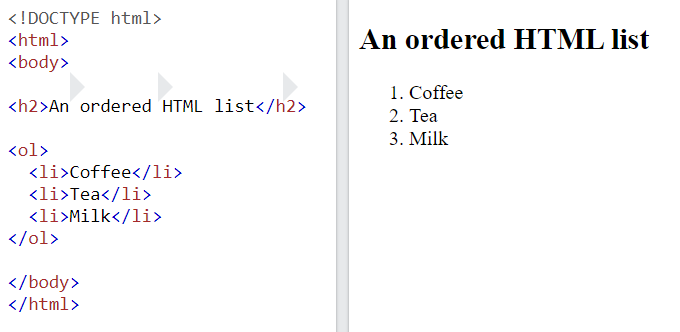 <!DOCTYPE html>
<html>
<body>
<h2>An ordered HTML list</h2>
<ol>
  <li>Coffee</li>
  <li>Tea</li>
  <li>Milk</li>
</ol>
</body>
</html>
An ordered HTML list
1. Coffee
2. Tea
3. Milk